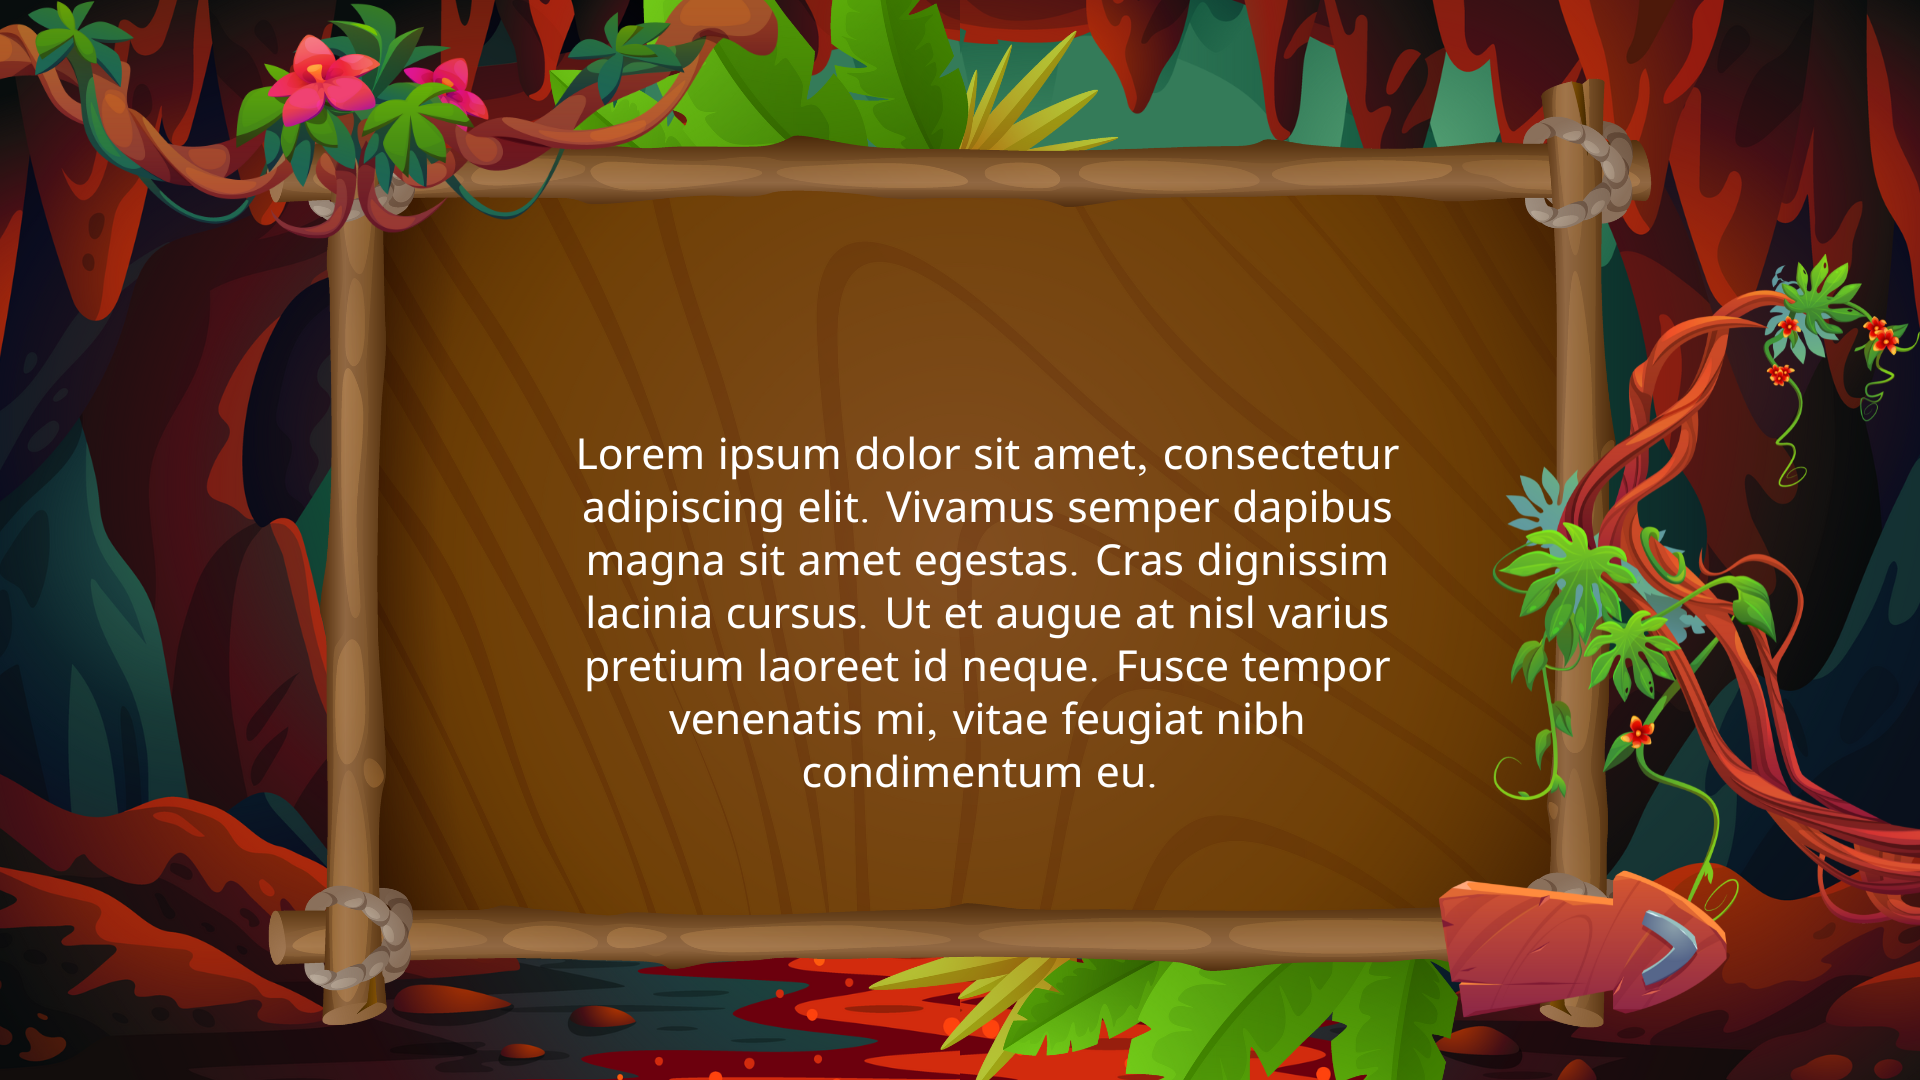 Lorem ipsum dolor sit amet, consectetur
adipiscing elit. Vivamus semper dapibus
magna sit amet egestas. Cras dignissim
lacinia cursus. Ut et augue at nisl varius
pretium laoreet id neque. Fusce tempor
venenatis mi, vitae feugiat nibh
condimentum eu.